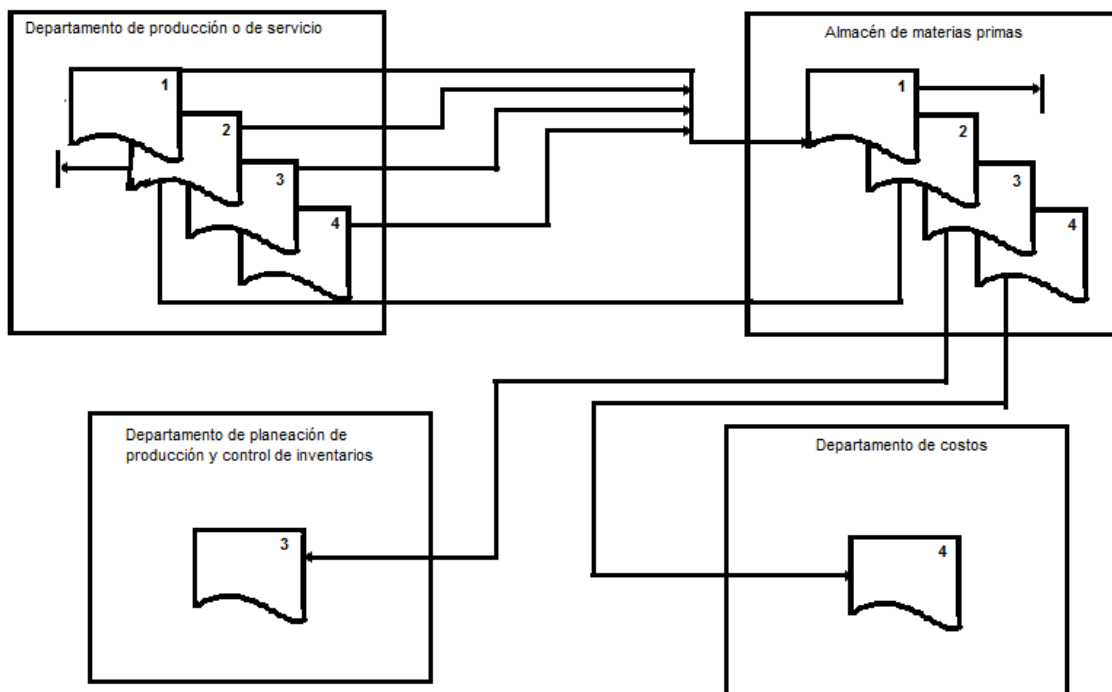 Departamento de producción o de servicio
1
2
3
4
Almacén de materias primas
1
2
3
4
Departamento de planeación de
producción y control de inventarios
3
Departamento de costos
4